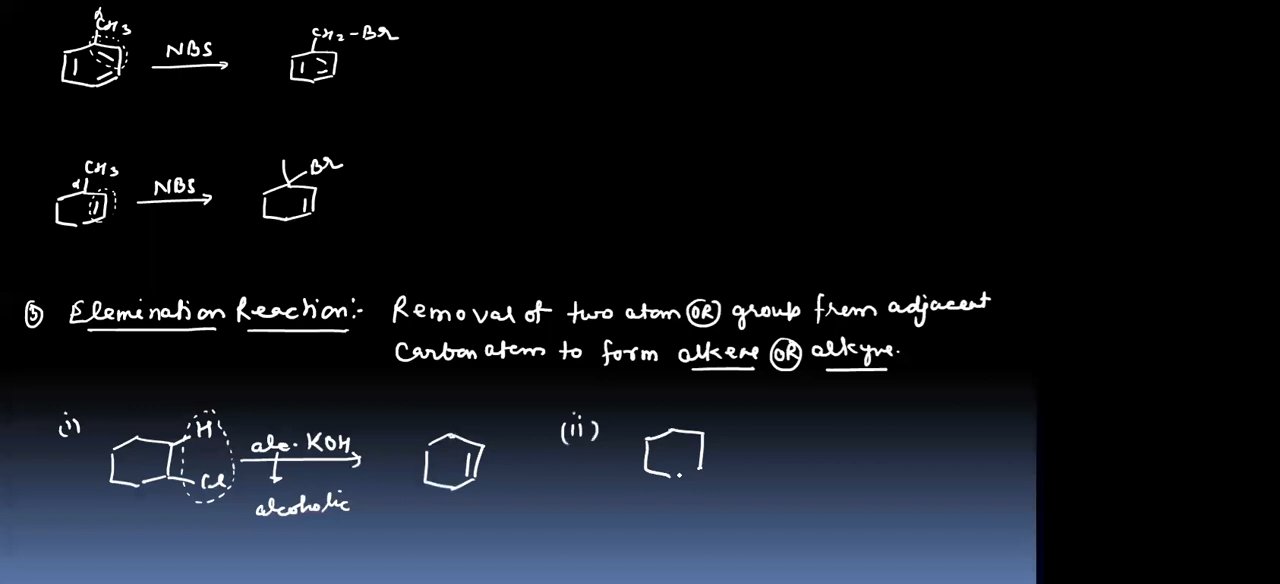 α
CH3
NBS
CH2-Br
CH3
α
NBS
Br
③ Elemination Reaction:- Removal of two atom OR group from adjacent
Carbon atoms to form alkene OR alkyne.
(i)
H
Cl
alc. KOH
alcoholic
(ii)